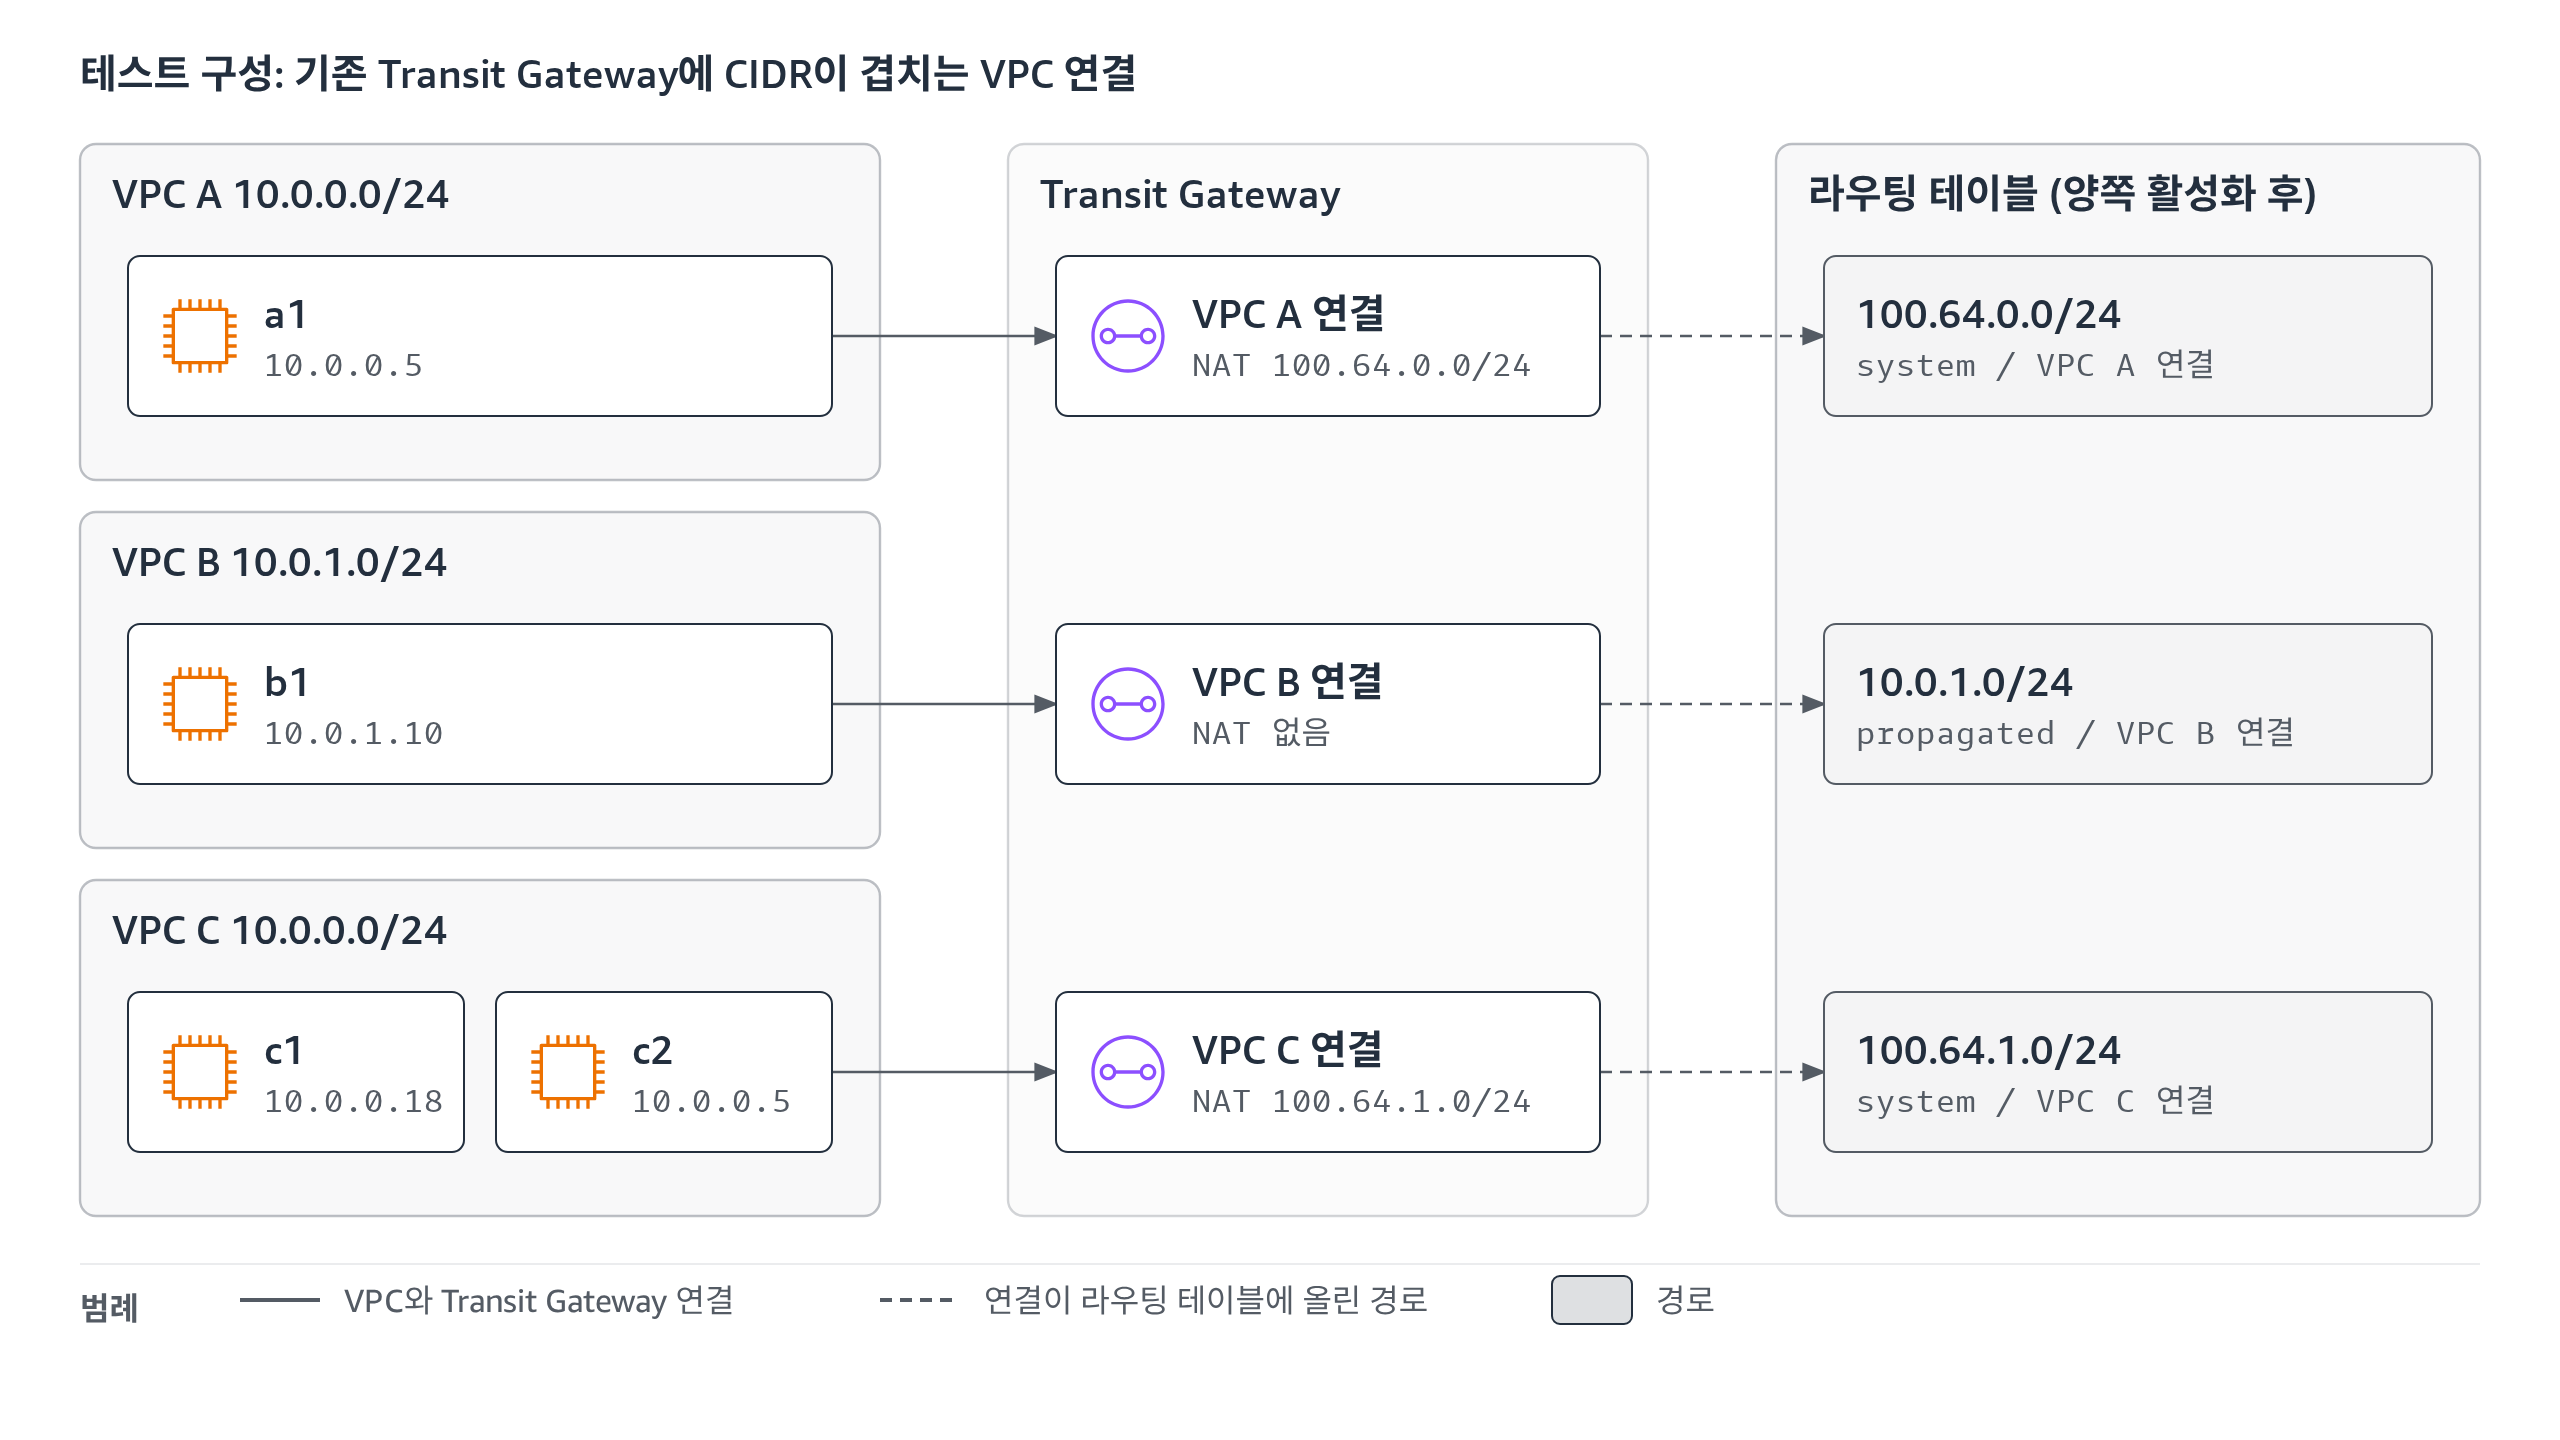 테스트 구성: 기존 Transit Gateway에 CIDR이 겹치는 VPC 연결
VPC A 10.0.0.0/24
a1
10.0.0.5
VPC B 10.0.1.0/24
b1
10.0.1.10
VPC C 10.0.0.0/24
c1
10.0.0.18
c2
10.0.0.5
Transit Gateway
VPC A 연결
NAT 100.64.0.0/24
VPC B 연결
NAT 없음
VPC C 연결
NAT 100.64.1.0/24
라우팅 테이블 (양쪽 활성화 후)
100.64.0.0/24
system / VPC A 연결
10.0.1.0/24
propagated / VPC B 연결
100.64.1.0/24
system / VPC C 연결
범례
VPC와 Transit Gateway 연결
연결이 라우팅 테이블에 올린 경로
경로